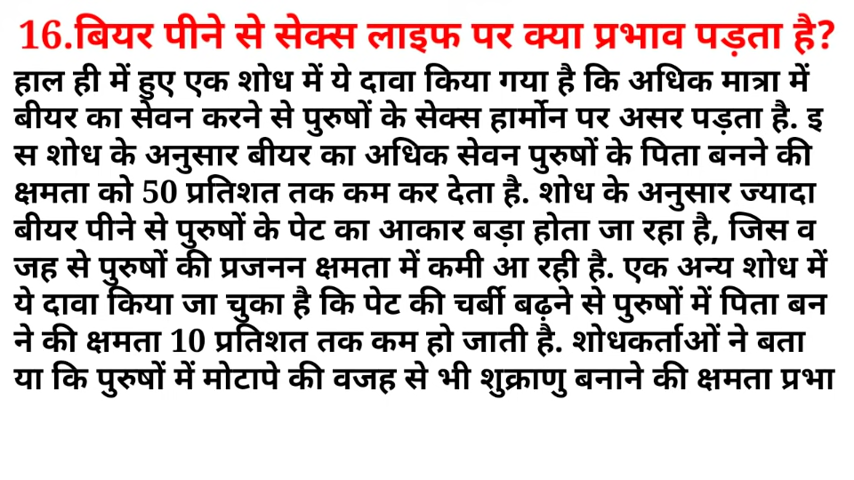 16.बियर पीने से सेक्स लाइफ पर क्या प्रभाव पड़ता है?
हाल ही में हुए एक शोध में ये दावा किया गया है कि अधिक मात्रा में
बीयर का सेवन करने से पुरुषों के सेक्स हार्मोन पर असर पड़ता है. इ
स शोध के अनुसार बीयर का अधिक सेवन पुरुषों के पिता बनने की
क्षमता को 50 प्रतिशत तक कम कर देता है. शोध के अनुसार ज्यादा
बीयर पीने से पुरुषों के पेट का आकार बड़ा होता जा रहा है, जिस व
जह से पुरुषों की प्रजनन क्षमता में कमी आ रही है. एक अन्य शोध में
ये दावा किया जा चुका है कि पेट की चर्बी बढ़ने से पुरुषों में पिता बन
ने की क्षमता 10 प्रतिशत तक कम हो जाती है. शोधकर्ताओं ने बता
या कि पुरुषों में मोटापे की वजह से भी शुक्राणु बनाने की क्षमता प्रभा